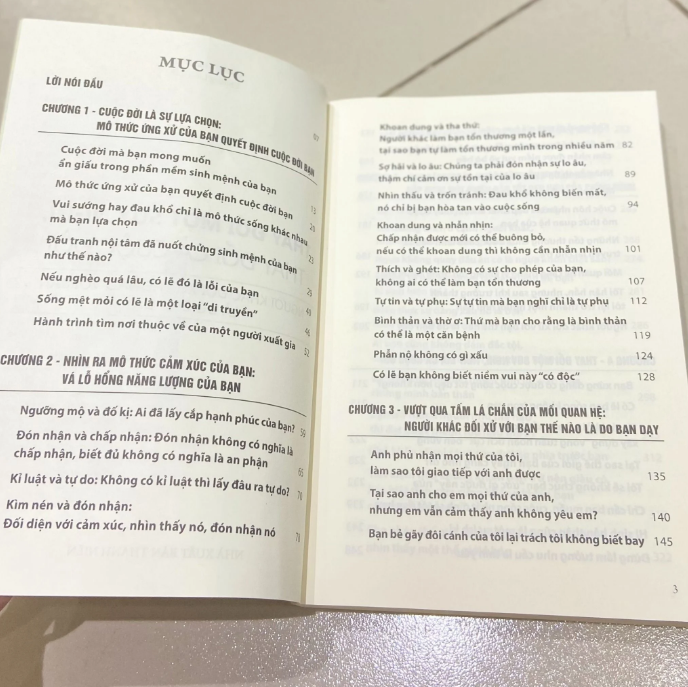 MỤC LỤC
LỜI NÓI ĐẦU
CHƯƠNG 1 - CUỘC ĐỜI LÀ SỰ LỰA CHỌN:
MÔ THỨC ỨNG XỬ CỦA BẠN QUYẾT ĐỊNH CUỘC ĐỜI BẠN
Cuộc đời mà bạn mong muốn
ẩn giấu trong phần mềm sinh mệnh của bạn
Mô thức ứng xử của bạn quyết định cuộc đời bạn 13
Vui sướng hay đau khổ chỉ là mô thức sống khác nhau
mà bạn lựa chọn 20
Đấu tranh nội tâm đã nuốt chửng sinh mệnh của bạn
như thế nào?
Nếu nghèo quá lâu, có lẽ đó là lỗi của bạn
Sống mệt mỏi có lẽ là một loại "di truyền"
Hành trình tìm nơi thuộc về của một người xuất gia 52
CHƯƠNG 2 - NHÌN RA MÔ THỨC CẢM XÚC CỦA BẠN:
VÁ LỖ HỔNG NĂNG LƯỢNG CỦA BẠN
Ngưỡng mộ và đố kị: Ai đã lấy cắp hạnh phúc của bạn?
Đón nhận và chấp nhận: Đón nhận không có nghĩa là
chấp nhận, biết đủ không có nghĩa là an phận 65
Kỉ luật và tự do: Không có kỉ luật thì lấy đâu ra tự do?
Kìm nén và đón nhận:
Đối diện với cảm xúc, nhìn thấy nó, đón nhận nó
Khoan dung và tha thứ:
Người khác làm bạn tổn thương một lần,
tại sao bạn tự làm tổn thương mình trong nhiều năm 82
Sợ hãi và lo âu: Chúng ta phải đón nhận sự lo âu,
thậm chí cảm ơn sự tồn tại của lo âu 89
Nhìn thấu và trốn tránh: Đau khổ không biến mất,
nó chỉ bị bạn hòa tan vào cuộc sống 94
Khoan dung và nhẫn nhịn:
Chấp nhận được mới có thể buông bỏ,
nếu có thể khoan dung thì không cần nhẫn nhịn 101
Thích và ghét: Không có sự cho phép của bạn,
không ai có thể làm bạn tổn thương 107
Tự tin và tự phụ: Sự tự tin mà bạn nghĩ chỉ là tự phụ 112
Bình thản và thờ ơ: Thứ mà bạn cho rằng là bình thản
có thể là một căn bệnh 119
Phẫn nộ không có gì xấu 124
Có lẽ bạn không biết niềm vui này "có độc" 128
CHƯƠNG 3 - VƯỢT QUA TẤM LÁ CHẮN CỦA MỐI QUAN HỆ:
NGƯỜI KHÁC ĐỐI XỬ VỚI BẠN THẾ NÀO LÀ DO BẠN DẠY
Anh phủ nhận mọi thứ của tôi,
làm sao tôi giao tiếp với anh được 135
Tại sao anh cho em mọi thứ của anh,
nhưng em vẫn cảm thấy anh không yêu em? 140
Bạn bè gãy đôi cánh của tôi lại trách tôi không biết bay 145
3